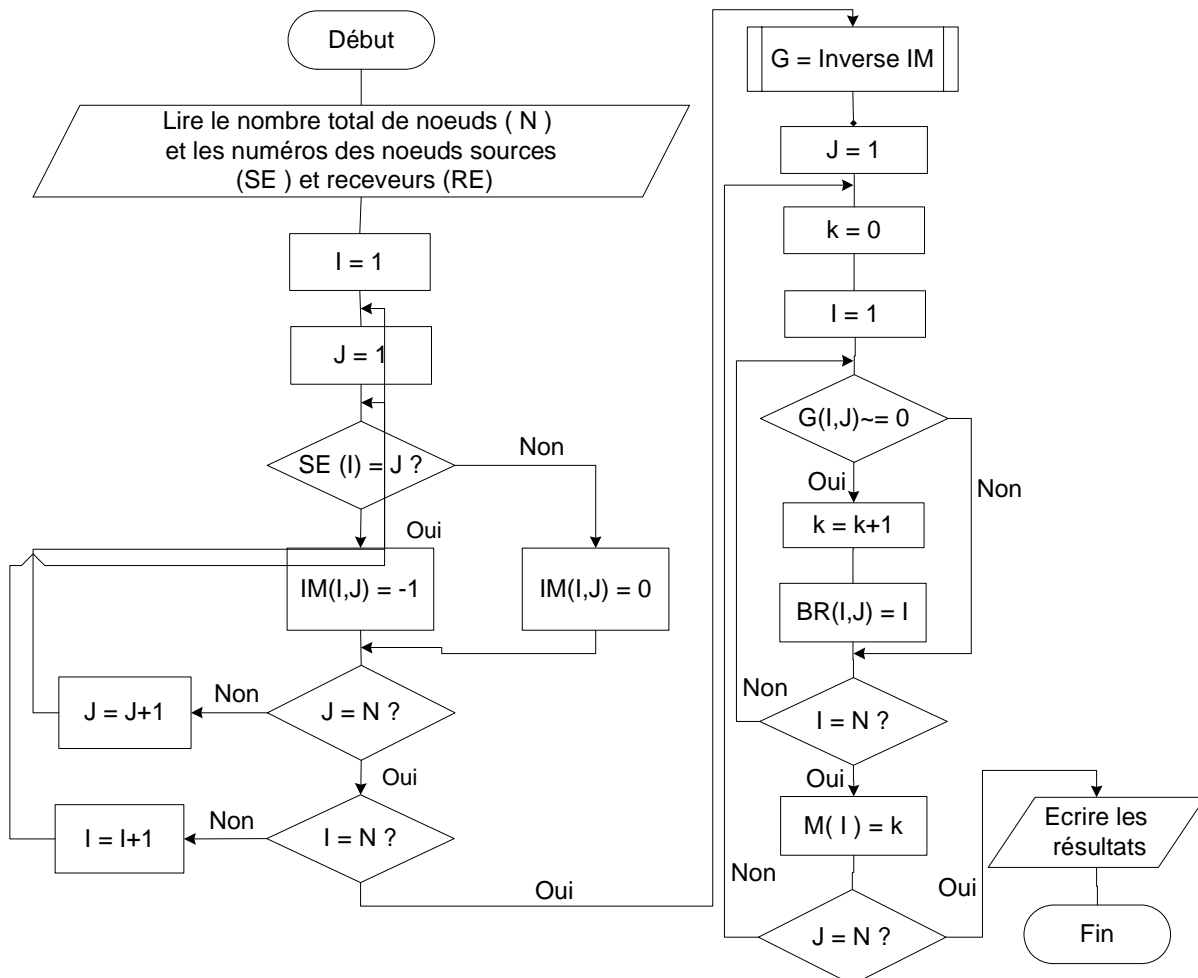 Début
Lire le nombre total de noeuds ( N )
et les numéros des noeuds sources
(SE ) et receveurs (RE)
I = 1
J = 1
SE (I) = J ?
Non
Oui
IM(I,J) = -1
IM(I,J) = 0
J = N ?
Non
J = J+1
Oui
I = N ?
Non
I = I+1
Oui
G = Inverse IM
J = 1
k = 0
I = 1
G(I,J)~= 0
Oui
Non
k = k+1
BR(I,J) = I
I = N ?
Non
Oui
M( I ) = k
J = N ?
Non
Oui
Ecrire les
résultats
Fin